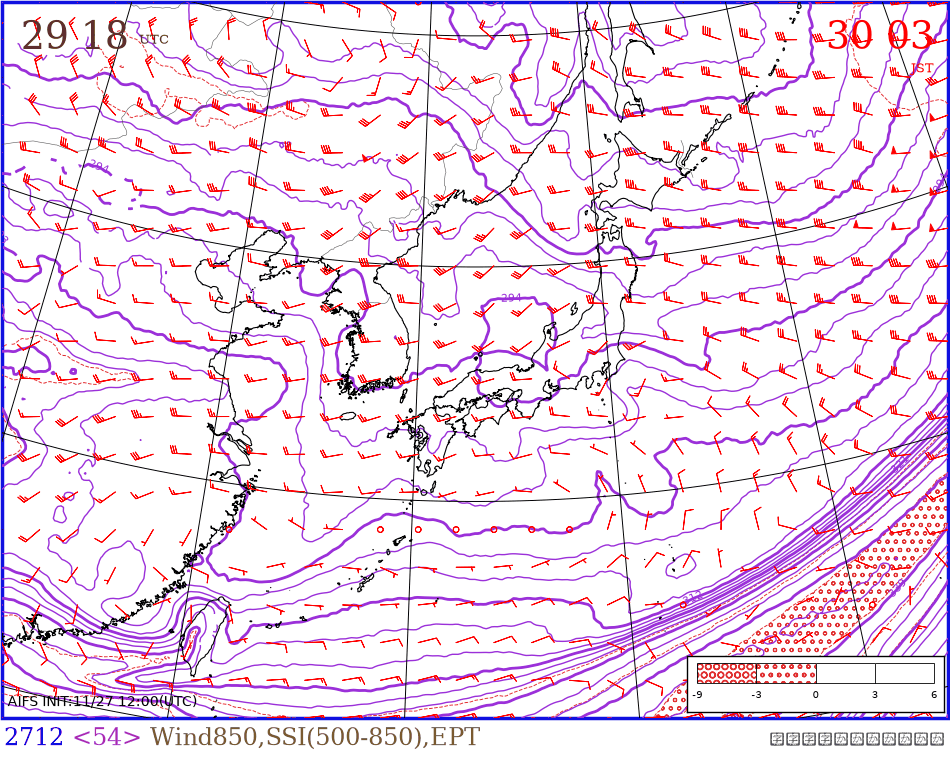 29 18 UTC
30 03
JST
294
294
AIFS INIT:11/27 12:00(UTC)
-9 -3 0 3 6
2712 <54> Wind850,SSI(500-850),EPT